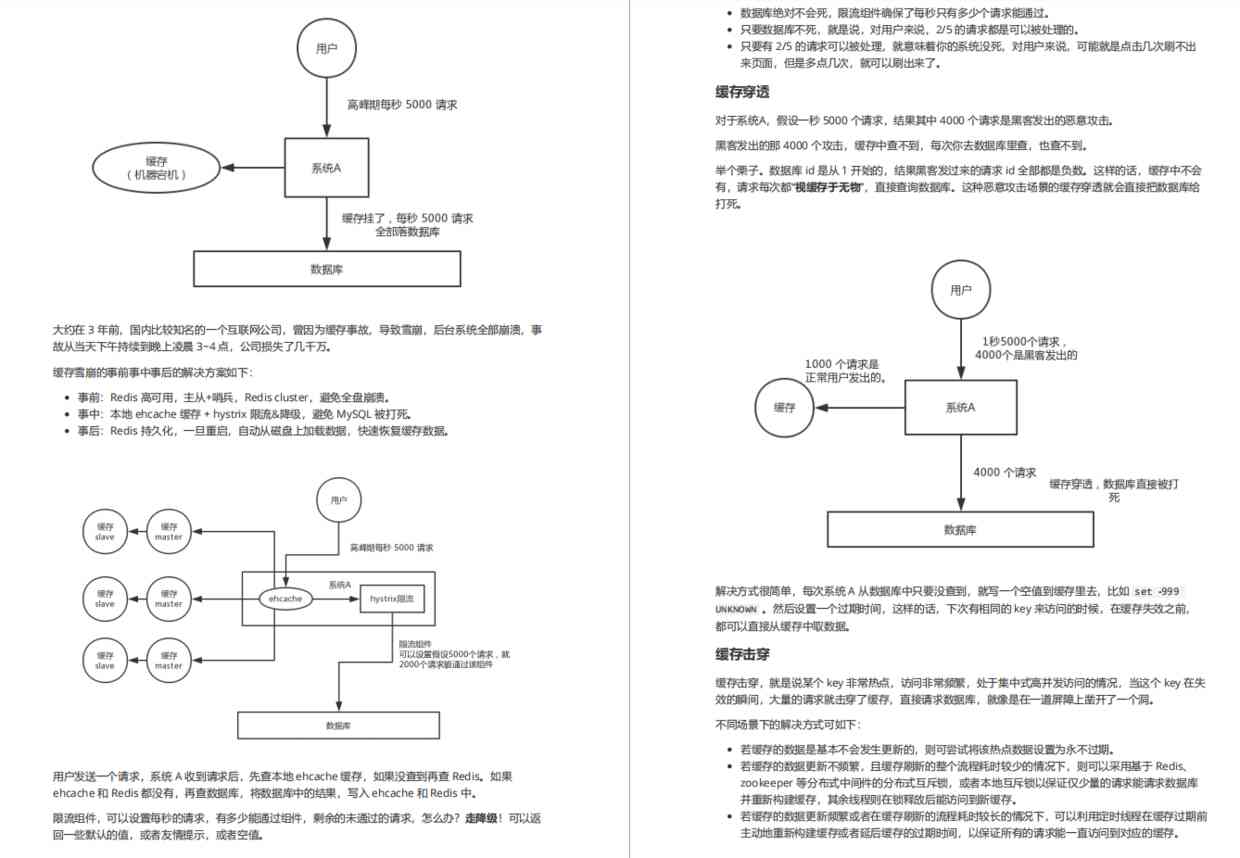 用户
高峰期每秒 5000 请求
缓存
（机器宕机）
系统A
缓存挂了，每秒 5000 请求
全部落数据库
数据库
大约在 3 年前，国内比较知名的一个互联网公司，曾因为缓存事故，导致雪崩，后台系统全部崩溃，事
故从当天下午持续到晚上凌晨 3~4 点，公司损失了几千万。
缓存雪崩的事前事中事后的解决方案如下：
• 事前：Redis 高可用，主从+哨兵，Redis cluster，避免全盘崩溃。
• 事中：本地 ehcache 缓存 + hystrix 限流&降级，避免 MySQL 被打死。
• 事后：Redis 持久化，一旦重启，自动从磁盘上加载数据，快速恢复缓存数据。
用户
高峰期每秒 5000 请求
缓存
slave
缓存
master
系统A
缓存
slave
缓存
master
ehcache
hystrix限流
缓存
slave
缓存
master
限流组件
可以设置假设5000个请求，就
2000个请求能通过该组件
数据库
用户发送一个请求，系统 A 收到请求后，先查本地 ehcache 缓存，如果没查到再查 Redis。如果
ehcache 和 Redis 都没有，再查数据库，将数据库中的结果，写入 ehcache 和 Redis 中。
限流组件，可以设置每秒的请求，有多少能通过组件，剩余的未通过的请求，怎么办？走降级！可以返
回一些默认的值，或者友情提示，或者空值。
• 数据库绝对不会死，限流组件确保了每秒只有多少个请求能通过。
• 只要数据库不死，就是说，对用户来说，2/5 的请求都是可以被处理的。
• 只要有 2/5 的请求可以被处理，就意味着你的系统没死，对用户来说，可能就是点击几次刷不出
来页面，但是多点几次，就可以刷出来了。
缓存穿透
对于系统A，假设一秒 5000 个请求，结果其中 4000 个请求是黑客发出的恶意攻击。
黑客发出的那 4000 个攻击，缓存中查不到，每次你去数据库里查，也查不到。
举个栗子。数据库 id 是从 1 开始的，结果黑客发过来的请求 id 全部都是负数。这样的话，缓存中不会
有，请求每次都“视缓存于无物”，直接查询数据库。这种恶意攻击场景的缓存穿透就会直接把数据库给
打死。
用户
1秒5000个请求，
4000个是黑客发出的
1000 个请求是
正常用户发出的。
缓存
系统A
4000 个请求
缓存穿透，数据库直接被打
死
数据库
解决方式很简单，每次系统 A 从数据库中只要没查到，就写一个空值到缓存里去，比如 set -999
UNKNOWN 。然后设置一个过期时间，这样的话，下次有相同的 key 来访问的时候，在缓存失效之前，
都可以直接从缓存中取数据。
缓存击穿
缓存击穿，就是说某个 key 非常热点，访问非常频繁，处于集中式高并发访问的情况，当这个 key 在失
效的瞬间，大量的请求就击穿了缓存，直接请求数据库，就像是在一道屏障上凿开了一个洞。
不同场景下的解决方式可如下：
• 若缓存的数据是基本不会发生更新的，则可尝试将该热点数据设置为永不过期。
• 若缓存的数据更新不频繁，且缓存刷新的整个流程耗时较少的情况下，则可以采用基于 Redis、
zookeeper 等分布式中间件的分布式互斥锁，或者本地互斥锁以保证仅少量的请求能请求数据库
并重新构建缓存，其余线程则在锁释放后能访问到新缓存。
• 若缓存的数据更新频繁或者在缓存刷新的流程耗时较长的情况下，可以利用定时线程在缓存过期前
主动地重新构建缓存或者延后缓存的过期时间，以保证所有的请求能一直访问到对应的缓存。